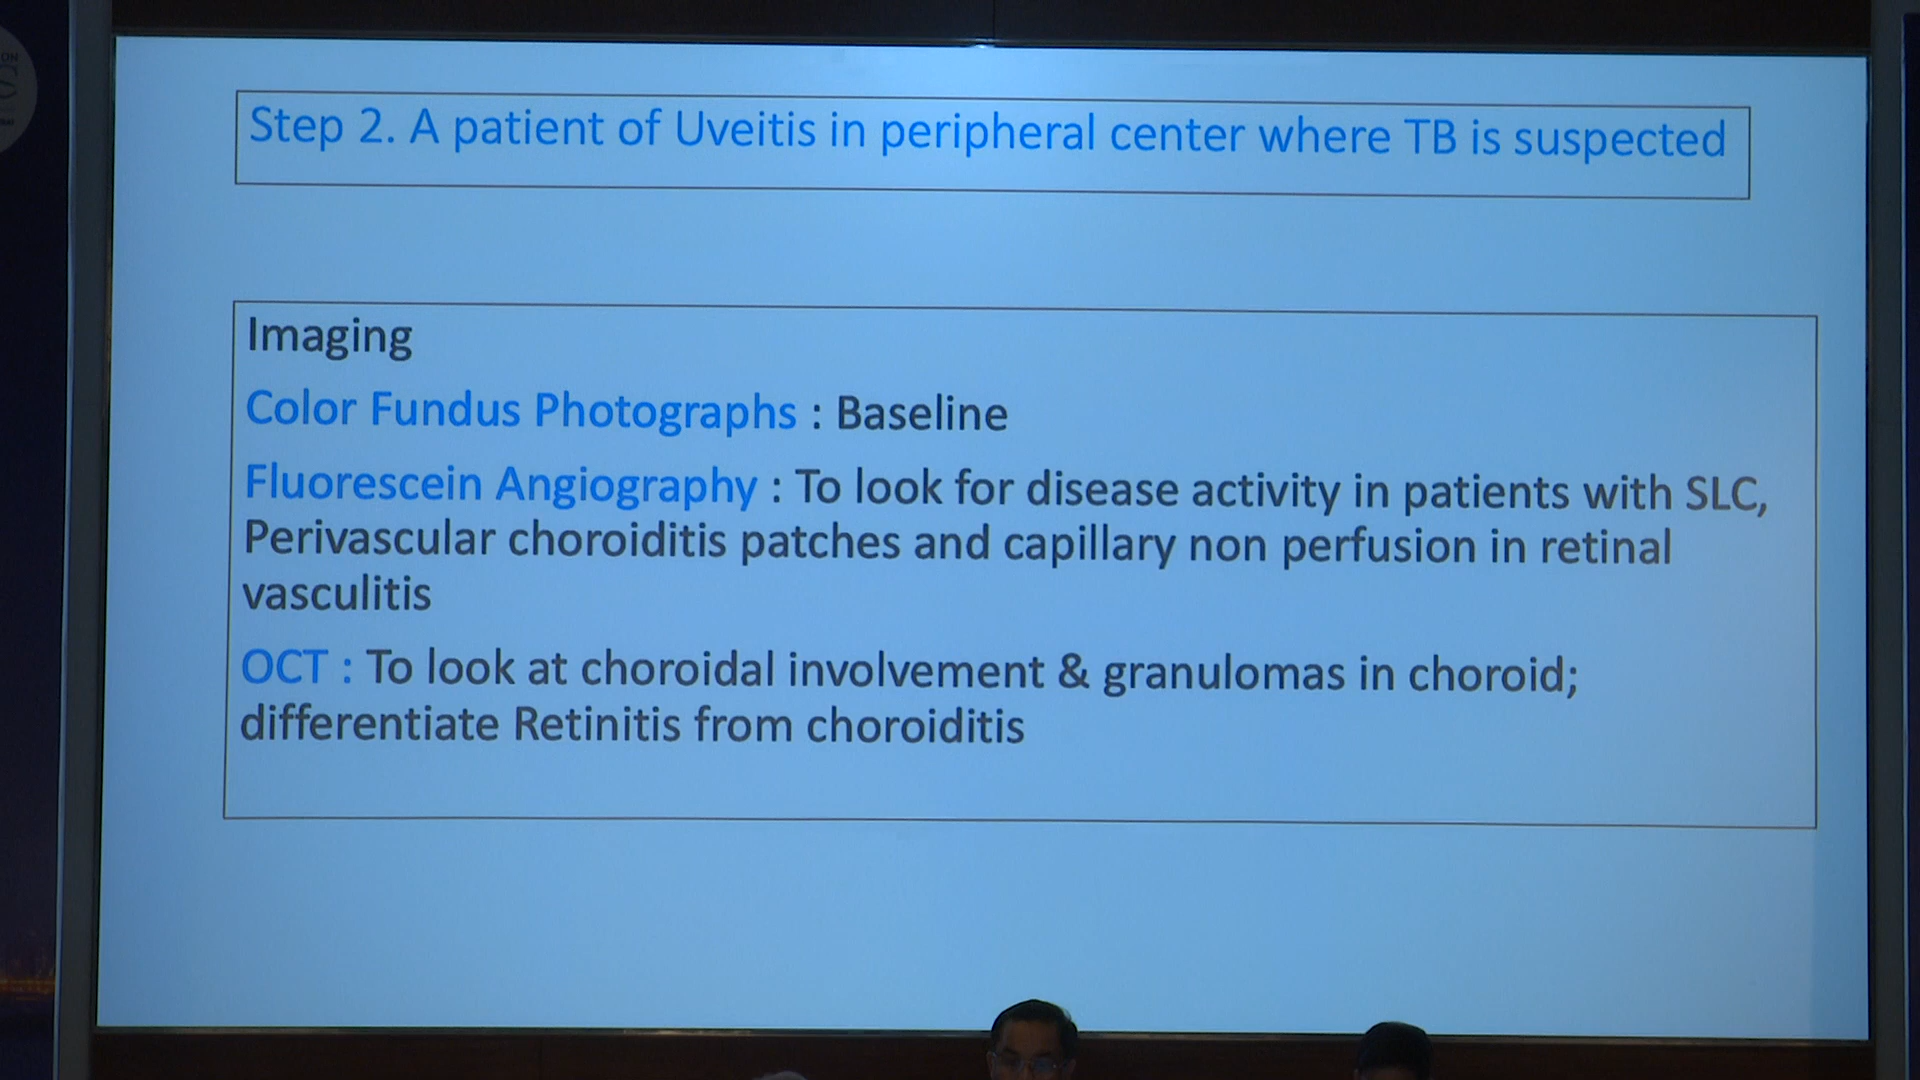 Step 2. A patient of Uveitis in peripheral center where TB is suspected
Imaging
Color Fundus Photographs : Baseline
Fluorescein Angiography : To look for disease activity in patients with SLC,
Perivascular choroiditis patches and capillary non perfusion in retinal
vasculitis
OCT : To look at choroidal involvement & granulomas in choroid;
differentiate Retinitis from choroiditis